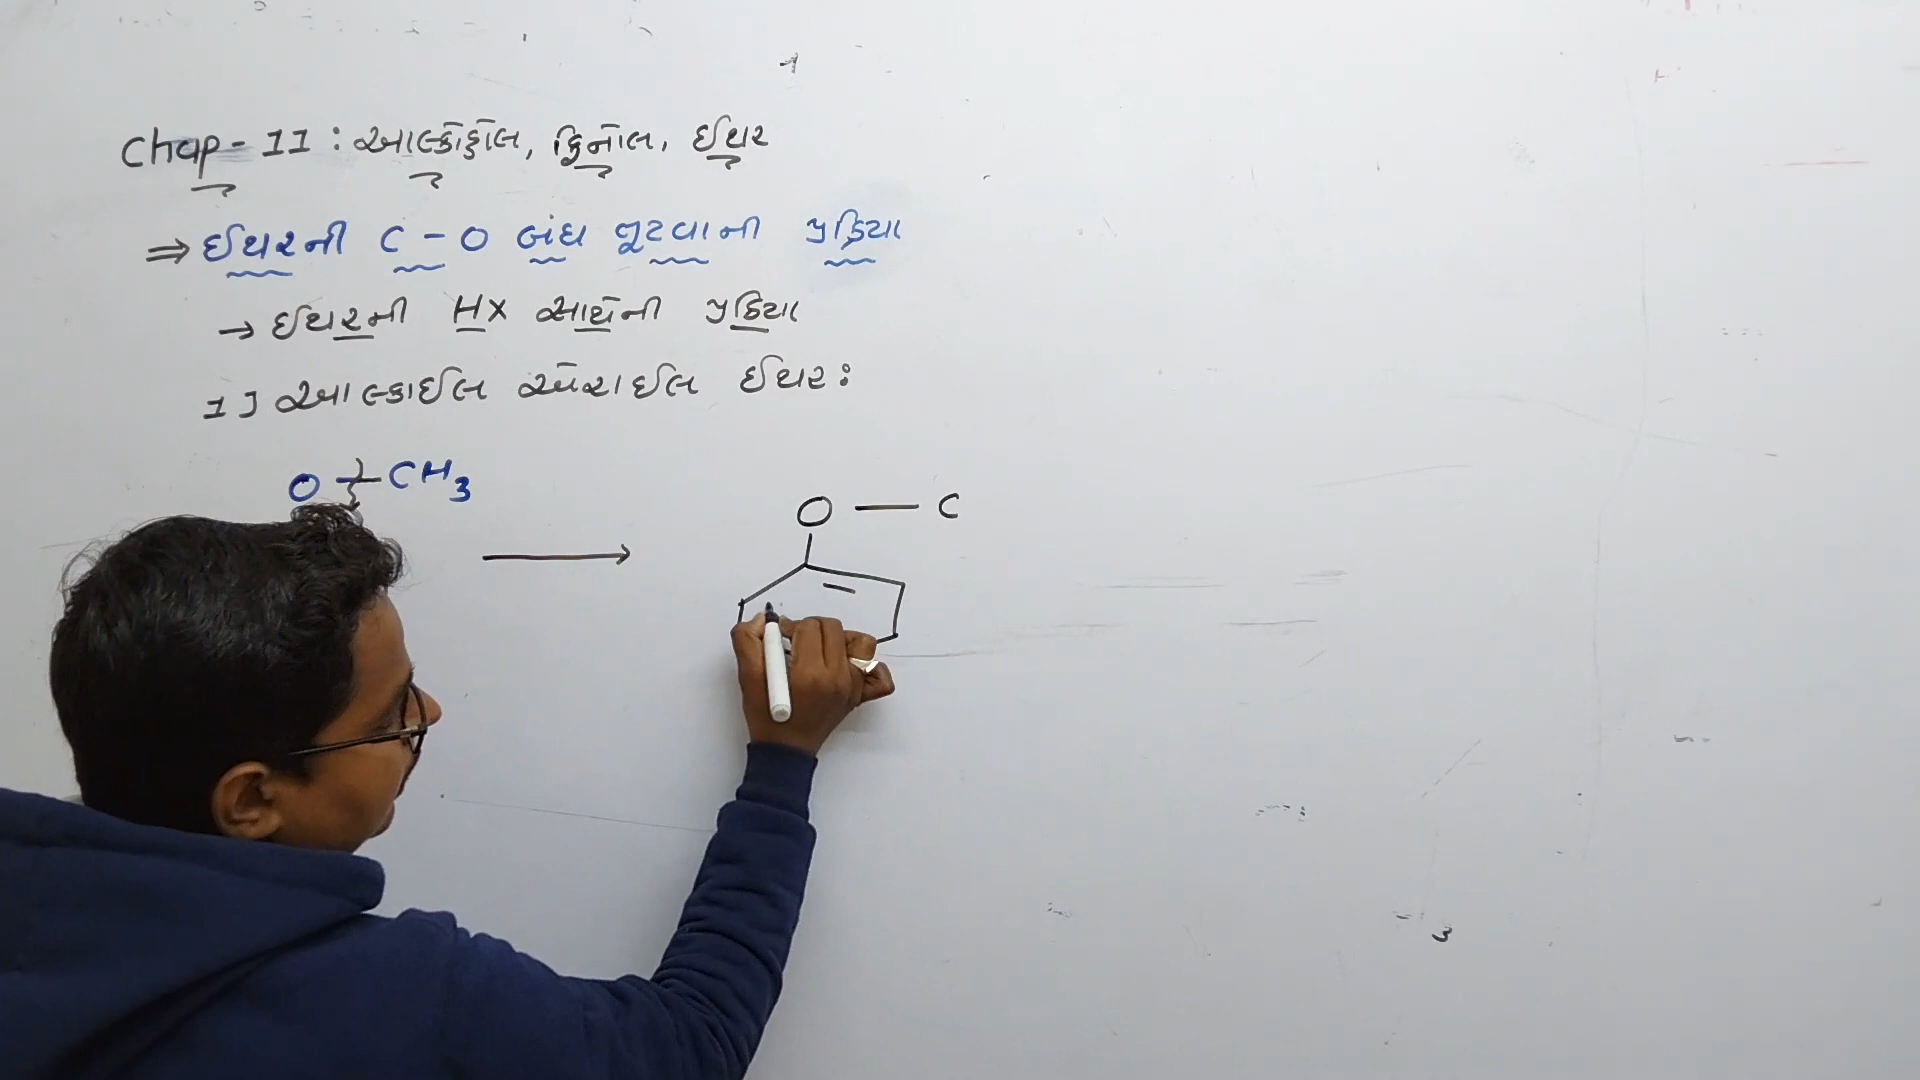 Chap - 11 : આલ્કોહોલ, ફિનોલ, ઈથર
⇒ ઈથરની C - O બંધ તૂટવાની પ્રક્રિયા
→ ઈથરની HX સાથેની પ્રક્રિયા
1] આલ્કાઈલ એરાઈલ ઈથર :
O — CH3
O — C